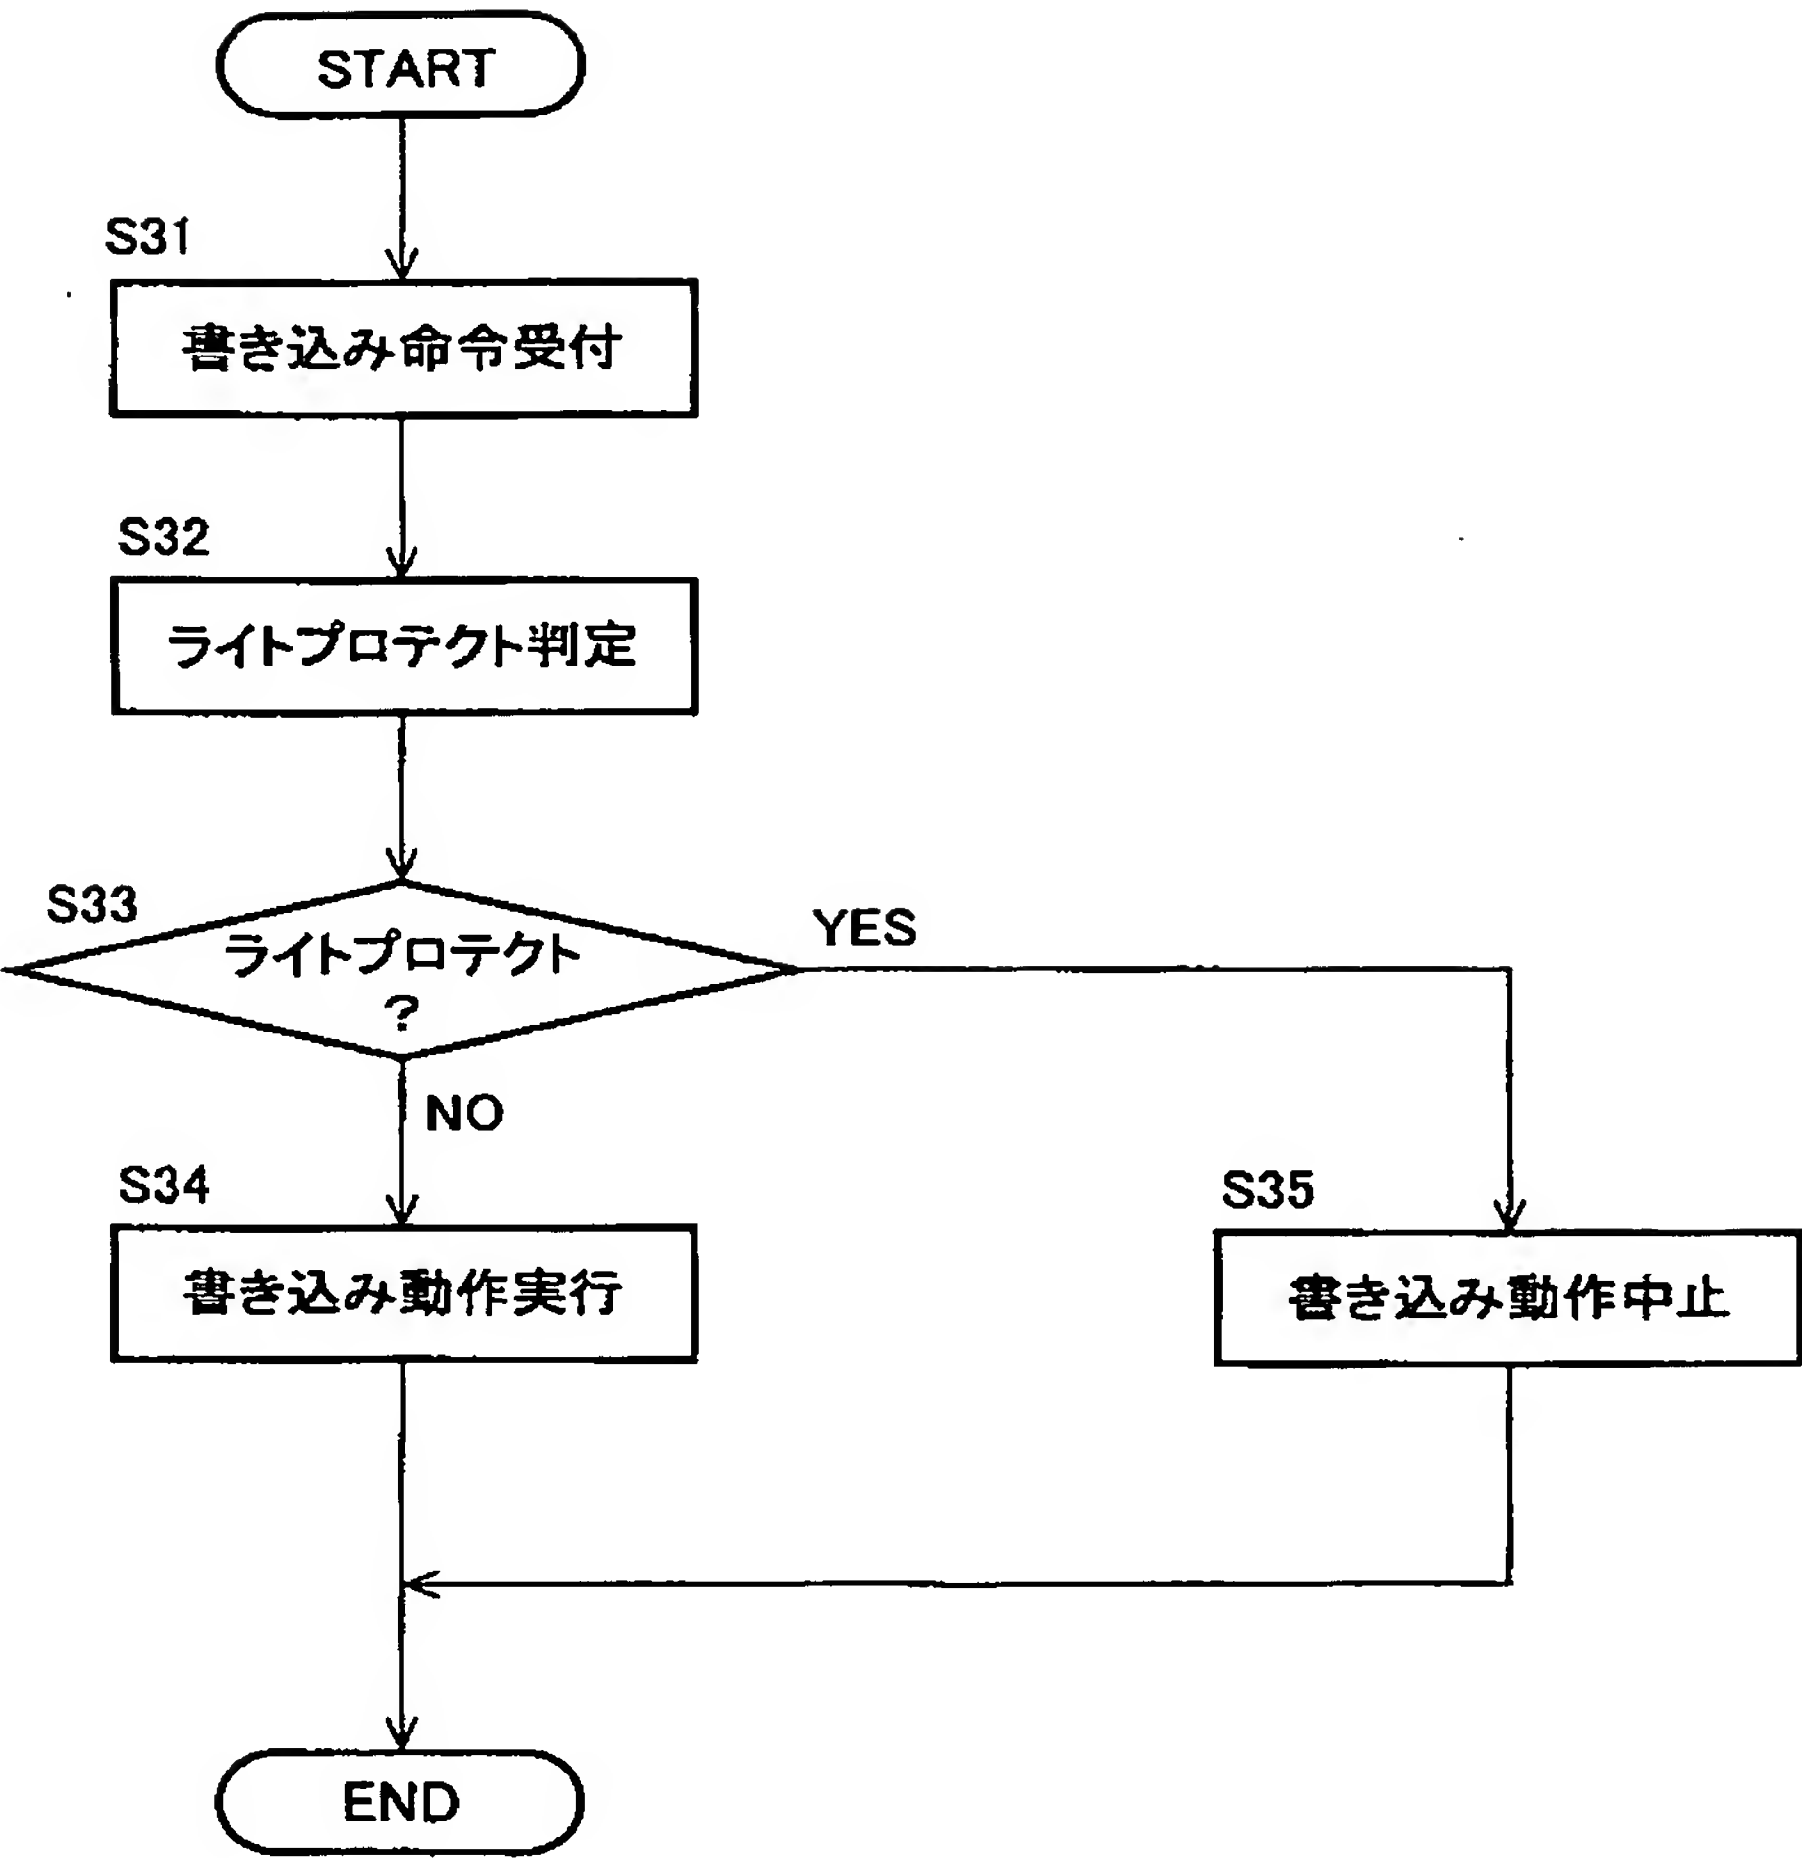 START
S31
書き込み命令受付
S32
ライトプロテクト判定
S33
ライトプロテクト
?
YES
NO
S34
書き込み動作実行
S35
書き込み動作中止
END